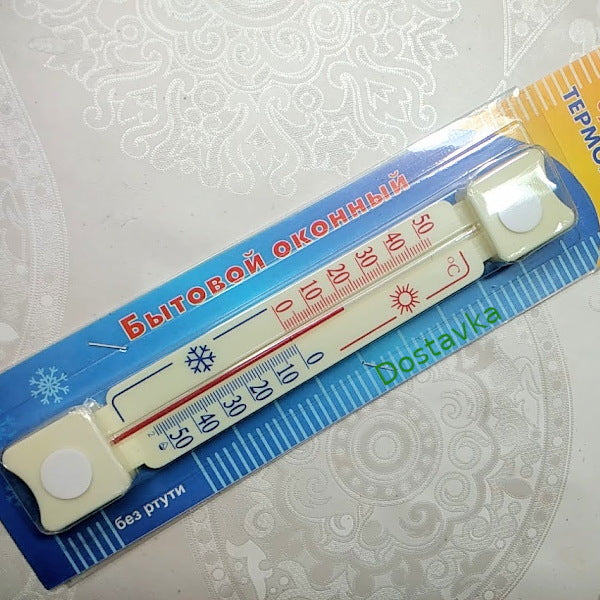 ТЕРМО
Бытовой оконный
0 10 20 30 40 50
°C
50 40 30 20 10 0
Dostavka
без ртути